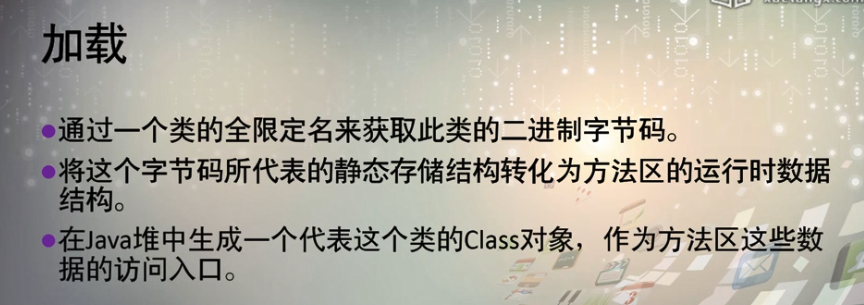 加载
通过一个类的全限定名来获取此类的二进制字节码。
将这个字节码所代表的静态存储结构转化为方法区的运行时数据
结构。
在Java堆中生成一个代表这个类的Class对象，作为方法区这些数
据的访问入口。